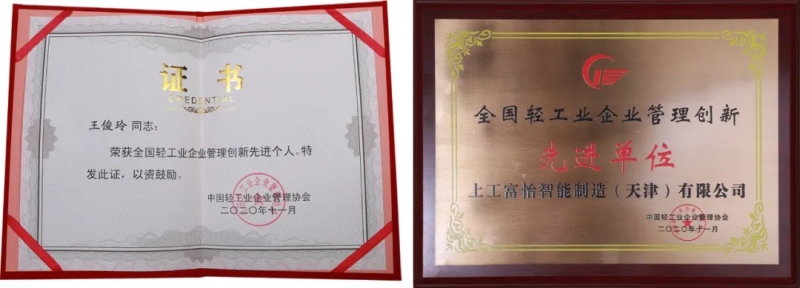 证书
CREDENTIAL
王俊玲 同志：
荣获全国轻工业企业管理创新先进个人。特
发此证，以资鼓励。
中国轻工业企业管理协会
二〇二〇年十一月
全国轻工业企业管理创新
先进单位
上工富怡智能制造（天津）有限公司
中国轻工业企业管理协会
二〇二〇年十一月